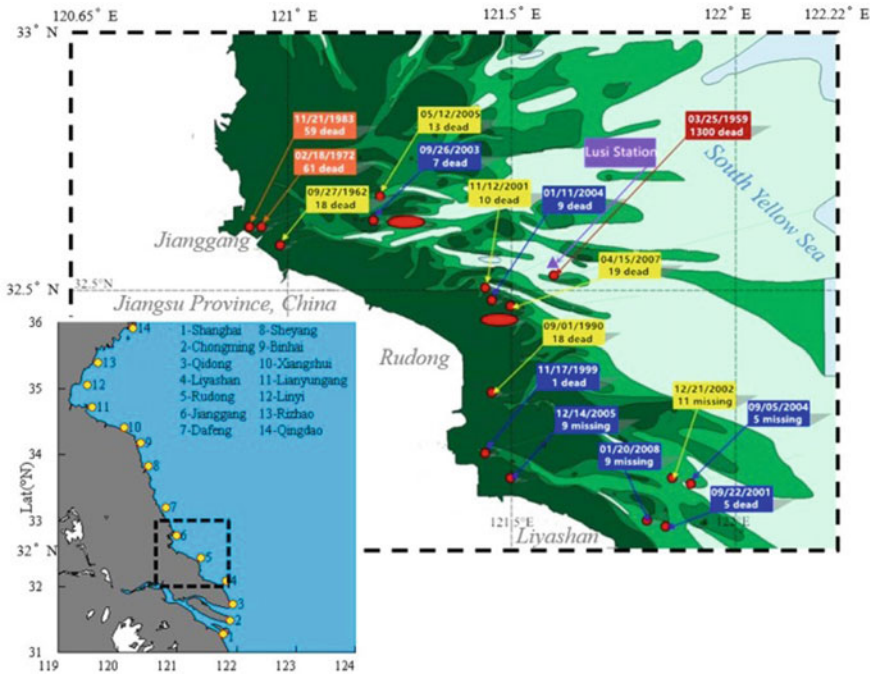 120.65° E
121° E
121.5° E
122° E
122.22° E
33° N
11/21/1983
59 dead
05/12/2005
13 dead
03/25/1959
1300 dead
02/18/1972
61 dead
09/26/2003
7 dead
Lusi Station
South Yellow Sea
09/27/1962
18 dead
11/12/2001
10 dead
01/11/2004
9 dead
Jianggang
04/15/2007
19 dead
32.5° N
32.5°N
Jiangsu Province, China
09/01/1990
18 dead
Rudong
11/17/1999
1 dead
12/21/2002
11 missing
12/14/2005
9 missing
09/05/2004
5 missing
01/20/2008
9 missing
09/22/2001
5 dead
121.5°E
122°E
Liyashan
32° N
1-Shanghai 8-Sheyang
2-Chongming 9-Binhai
3-Qidong 10-Xiangshui
4-Liyashan 11-Lianyungang
5-Rudong 12-Linyi
6-Jianggang 13-Rizhao
7-Dafeng 14-Qingdao
14
13
12
11
10
9
8
7
6
5
4
3
2
1
Lat(°N)
36
35
34
33
32
31
119 120 121 122 123 124